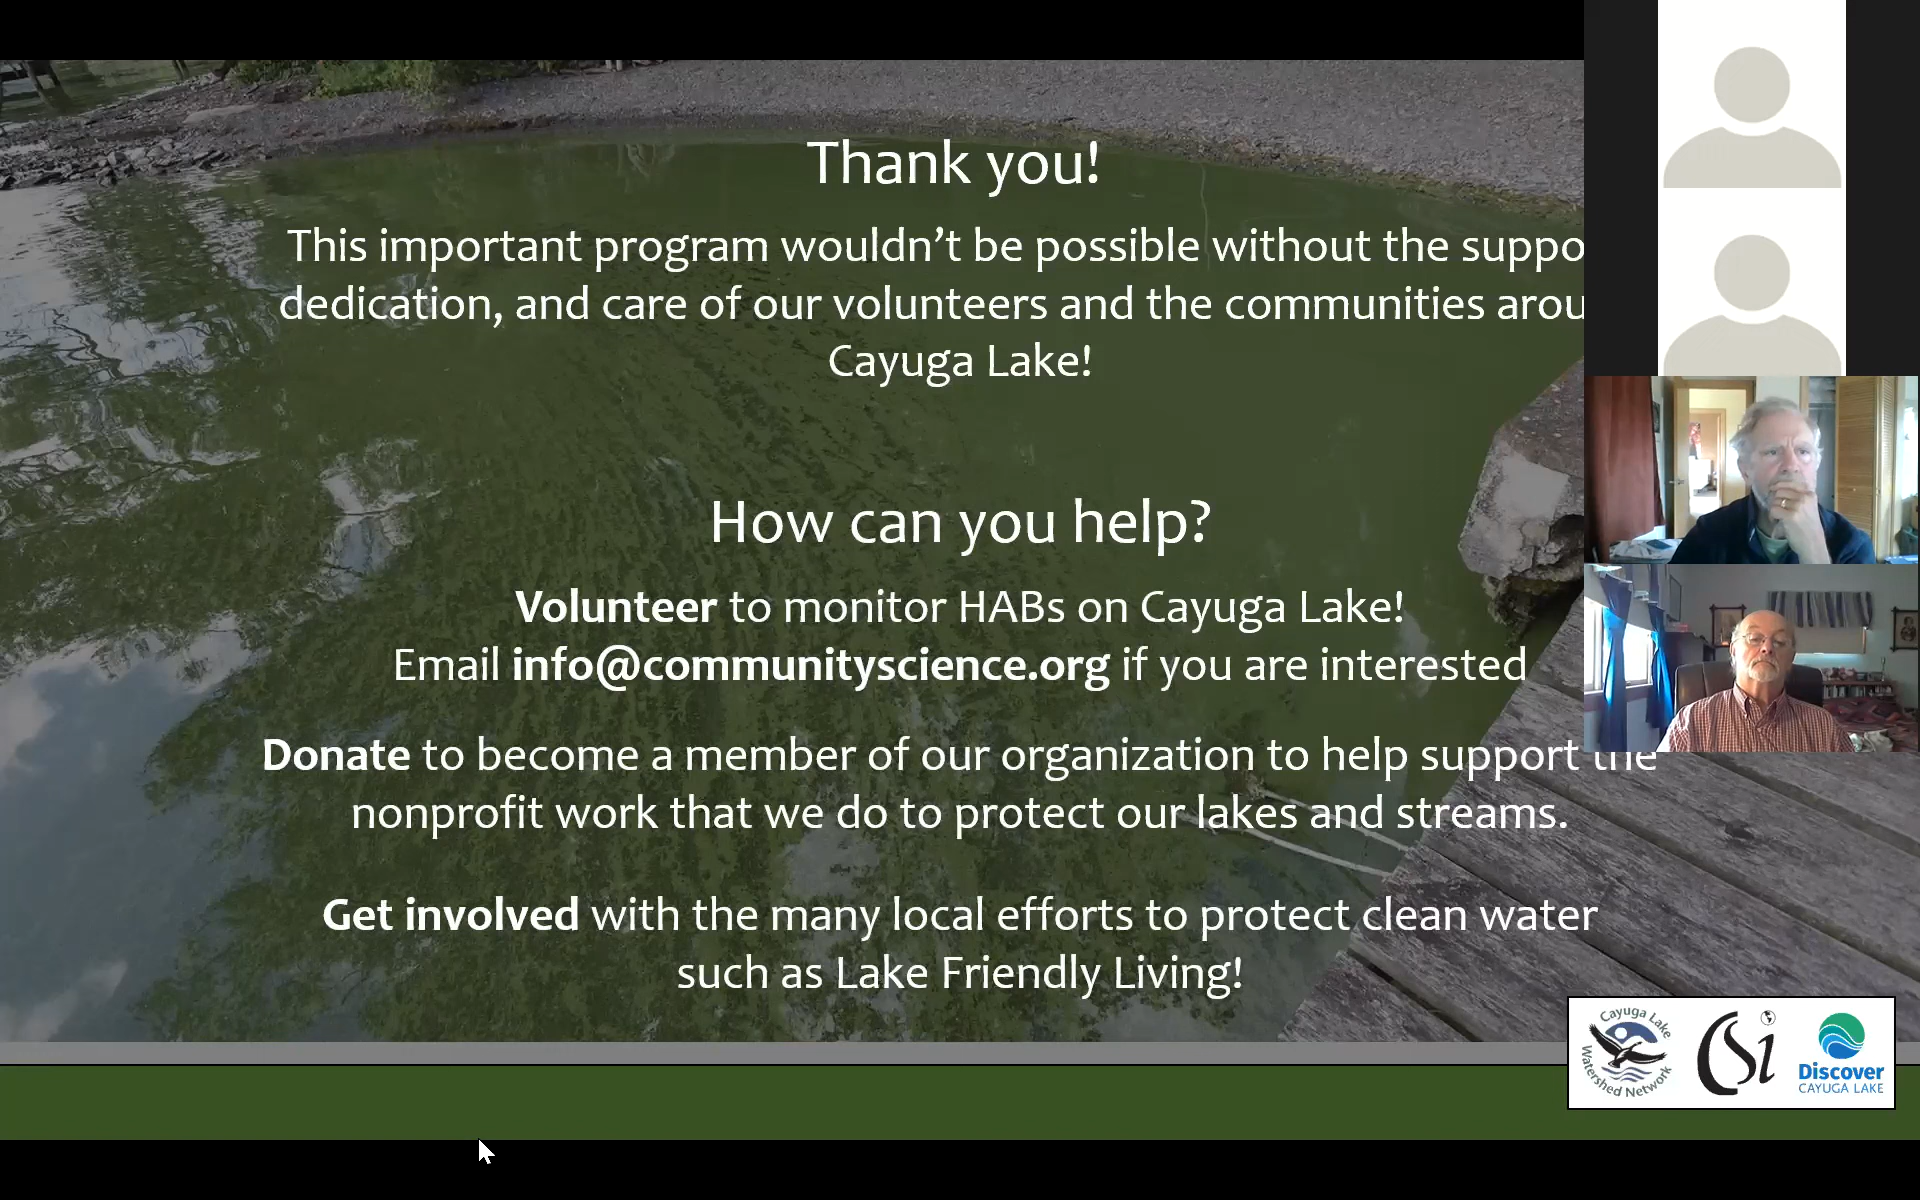 Thank you!
This important program wouldn’t be possible without the suppo
dedication, and care of our volunteers and the communities arou
Cayuga Lake!
How can you help?
Volunteer to monitor HABs on Cayuga Lake!
Email info@communityscience.org if you are interested
Donate to become a member of our organization to help support the
nonprofit work that we do to protect our lakes and streams.
Get involved with the many local efforts to protect clean water
such as Lake Friendly Living!
Cayuga Lake
Watershed Network
CSi
Discover
CAYUGA LAKE